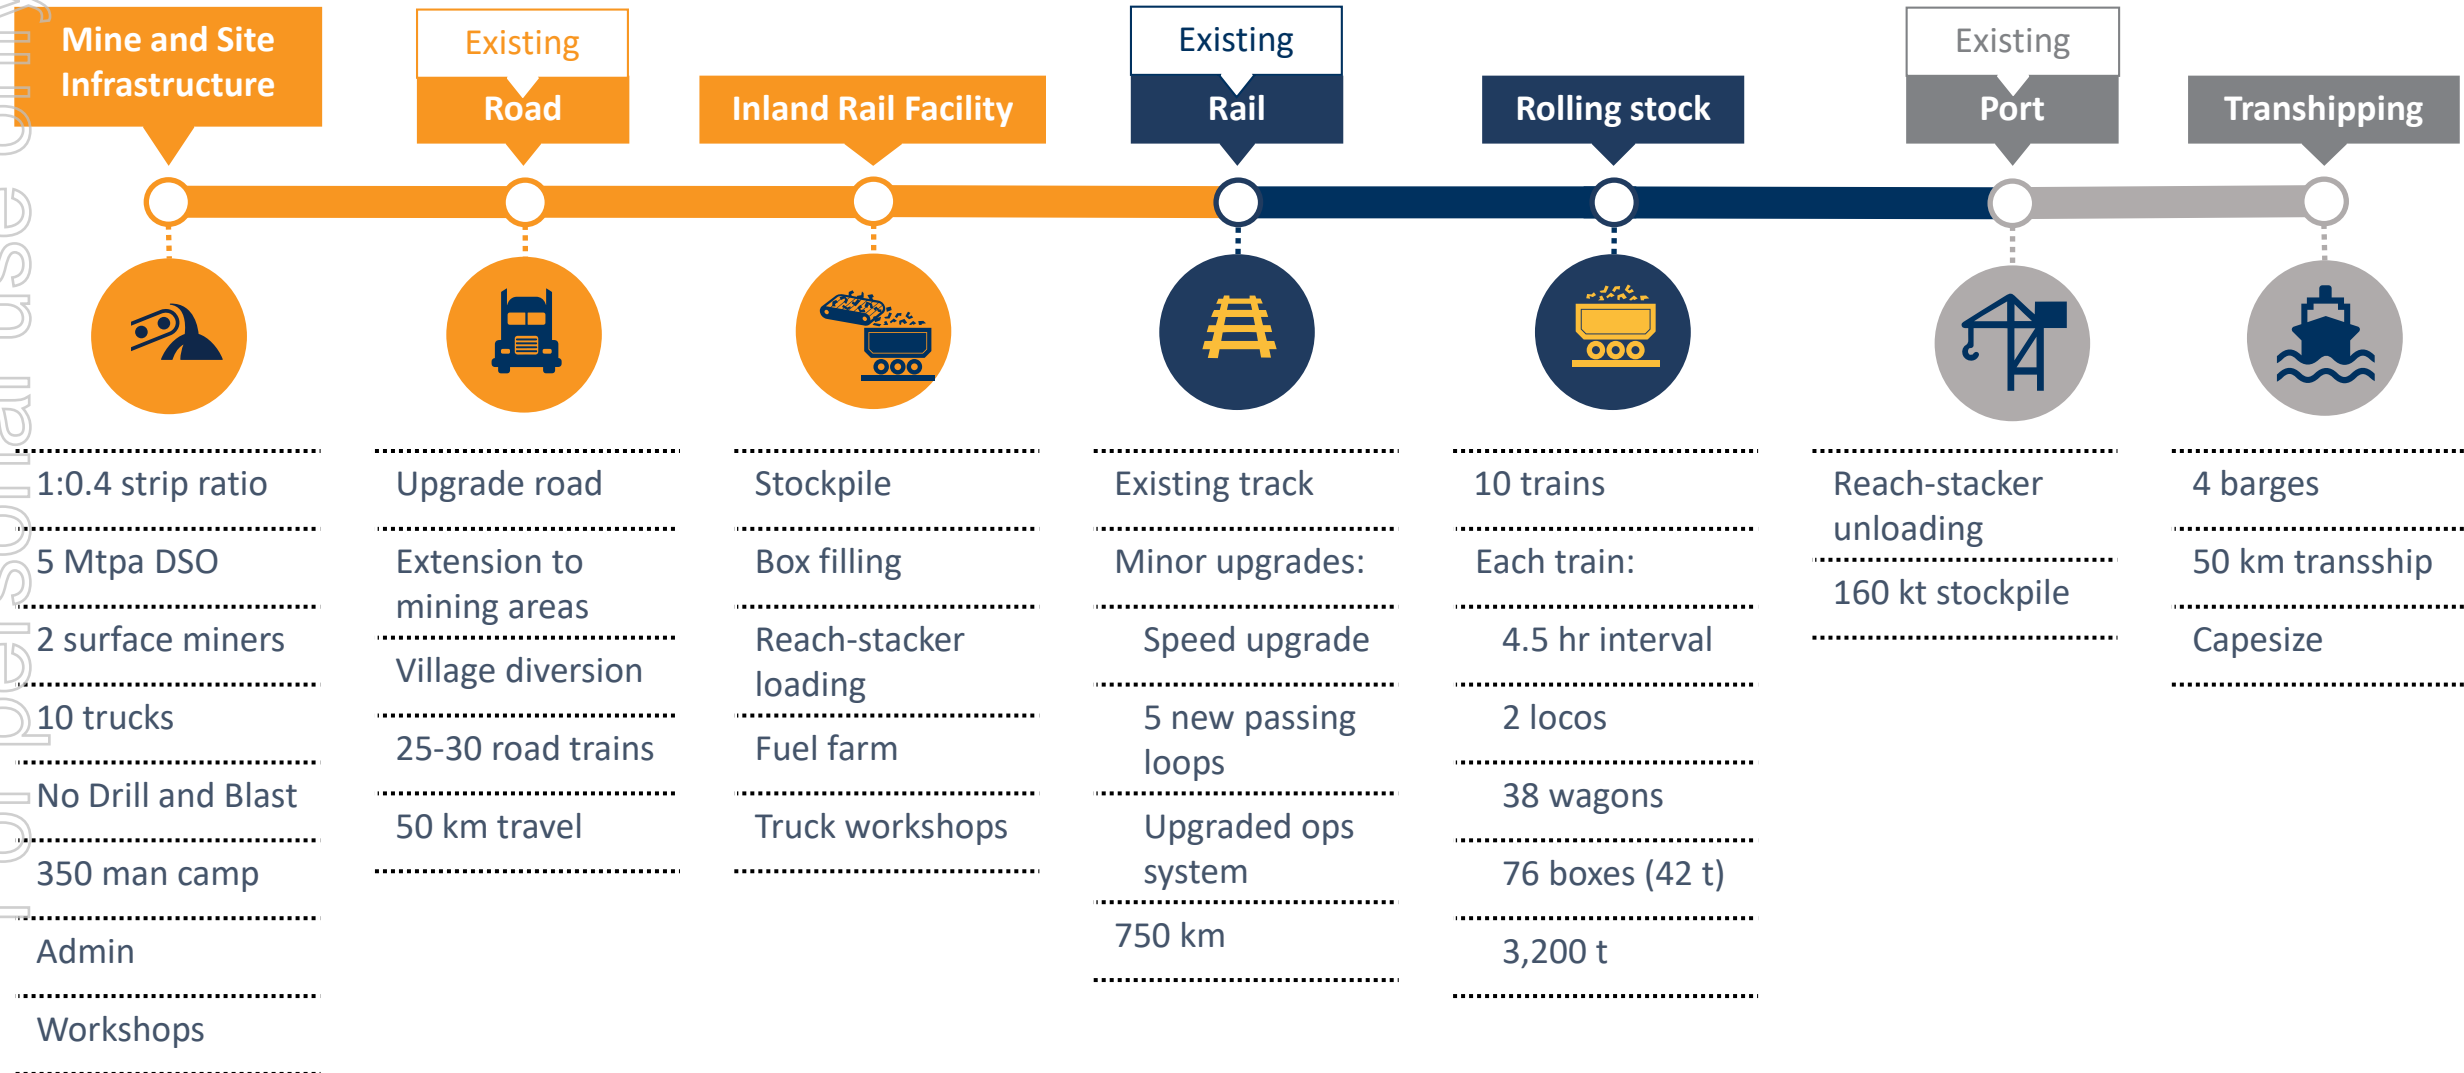 For personal use only
Mine and Site
Infrastructure
Existing
Road
Inland Rail Facility
Existing
Rail
Rolling stock
Existing
Port
Transhipping
1:0.4 strip ratio
5 Mtpa DSO
2 surface miners
10 trucks
No Drill and Blast
350 man camp
Admin
Workshops
Upgrade road
Extension to
mining areas
Village diversion
25-30 road trains
50 km travel
Stockpile
Box filling
Reach-stacker
loading
Fuel farm
Truck workshops
Existing track
Minor upgrades:
Speed upgrade
5 new passing
loops
Upgraded ops
system
750 km
10 trains
Each train:
4.5 hr interval
2 locos
38 wagons
76 boxes (42 t)
3,200 t
Reach-stacker
unloading
160 kt stockpile
4 barges
50 km transship
Capesize